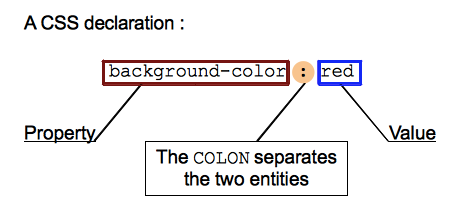 A CSS declaration :
background-color : red
Property
Value
The COLON separates
the two entities